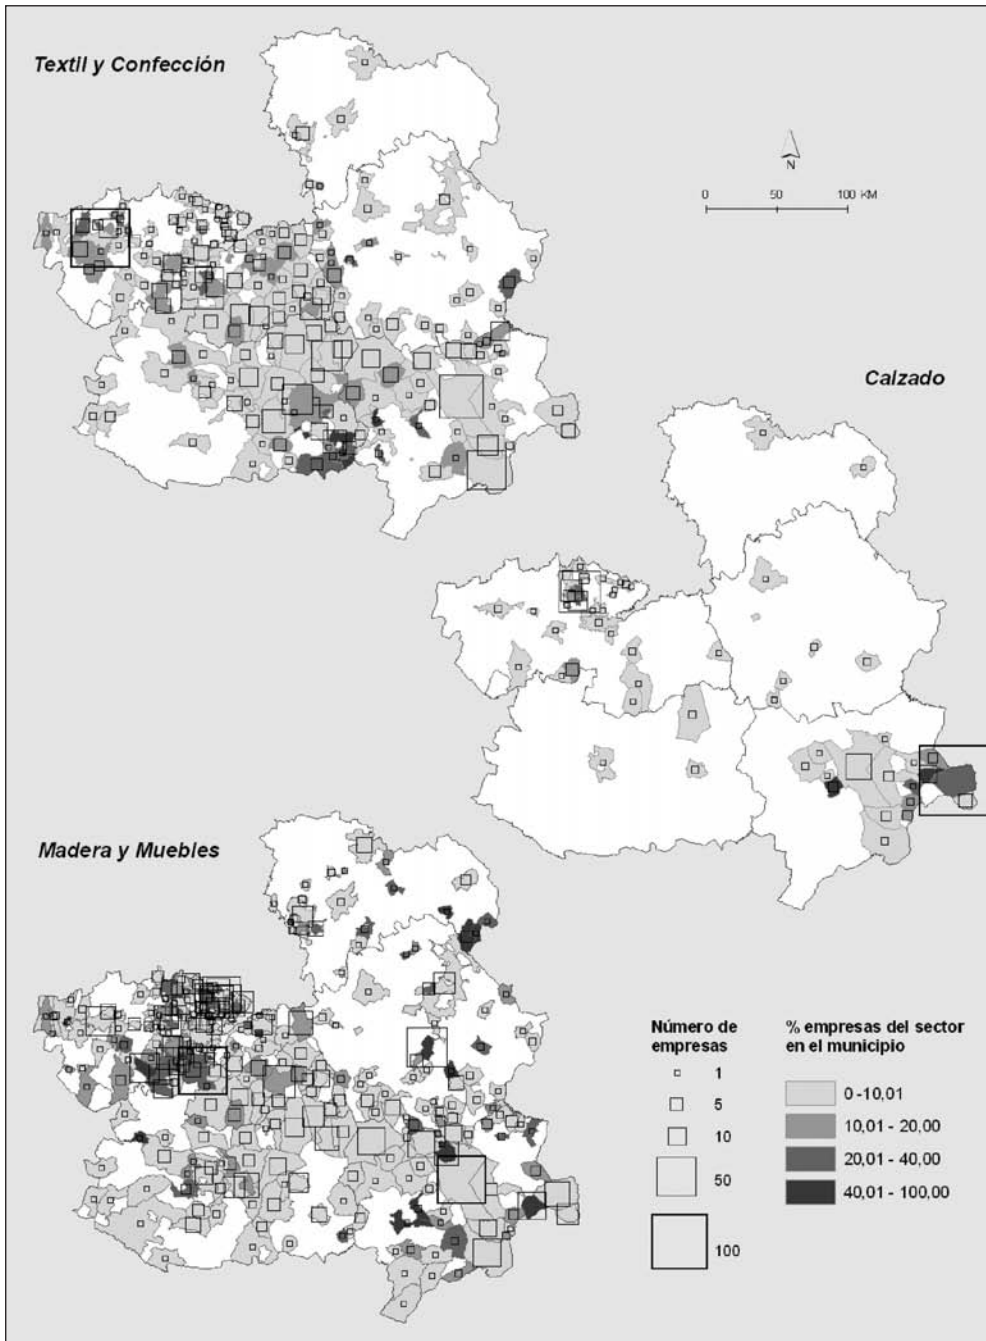 Textil y Confección
N
0 50 100 KM
Calzado
Madera y Muebles
Número de
empresas
1
5
10
50
100
% empresas del sector
en el municipio
0 -10,01
10,01 - 20,00
20,01 - 40,00
40,01 - 100,00